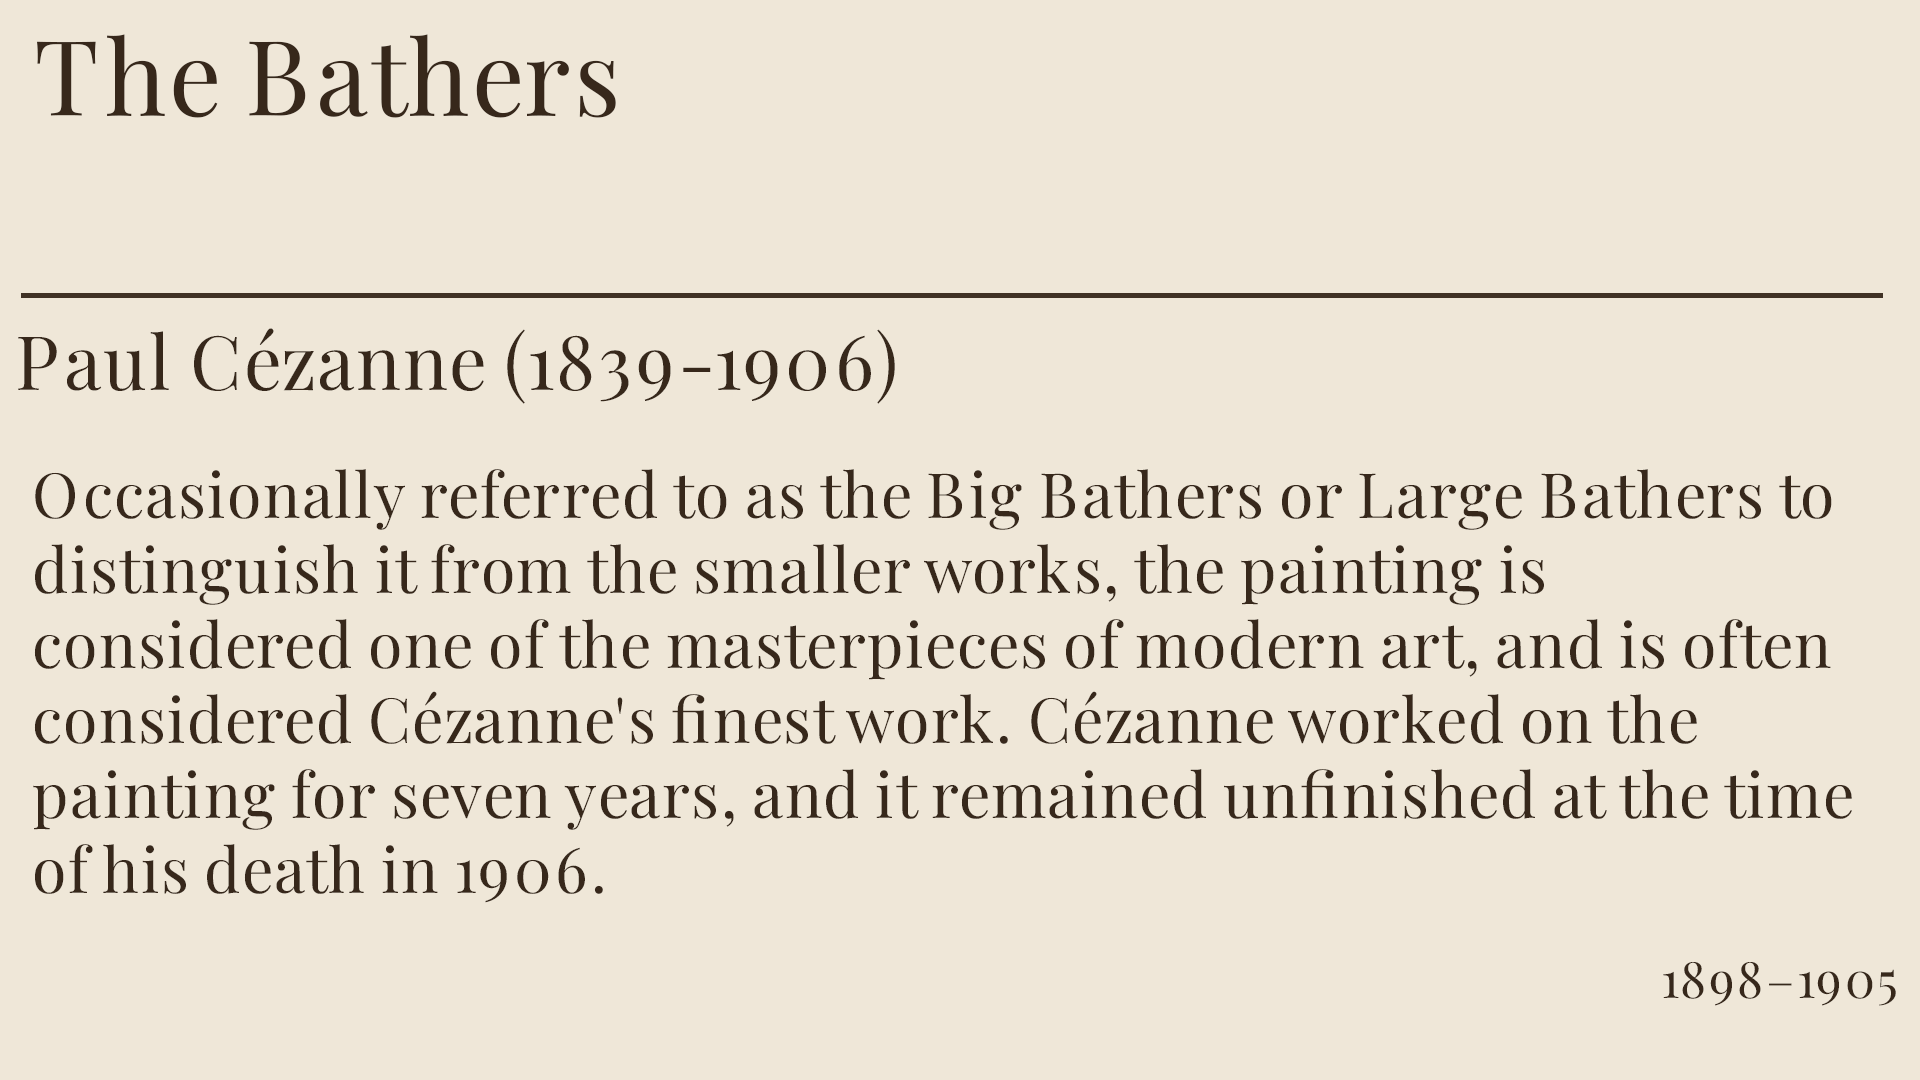 The Bathers
Paul Cézanne (1839-1906)
Occasionally referred to as the Big Bathers or Large Bathers to
distinguish it from the smaller works, the painting is
considered one of the masterpieces of modern art, and is often
considered Cézanne's finest work. Cézanne worked on the
painting for seven years, and it remained unfinished at the time
of his death in 1906.
1898–1905